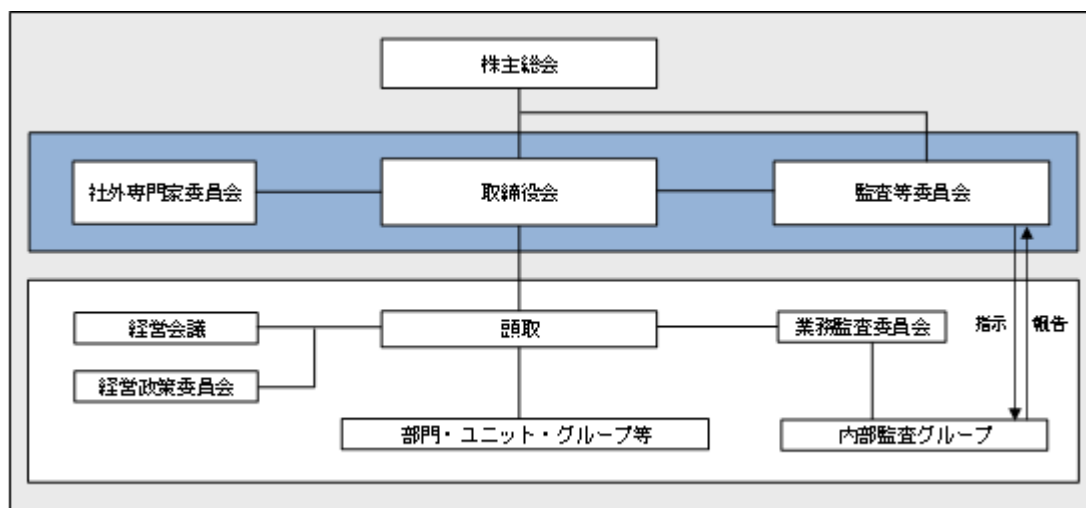 株主総会
社外専門家委員会
取締役会
監査等委員会
経営会議
頭取
業務監査委員会
指示
報告
経営政策委員会
部門・ユニット・グループ等
内部監査グループ